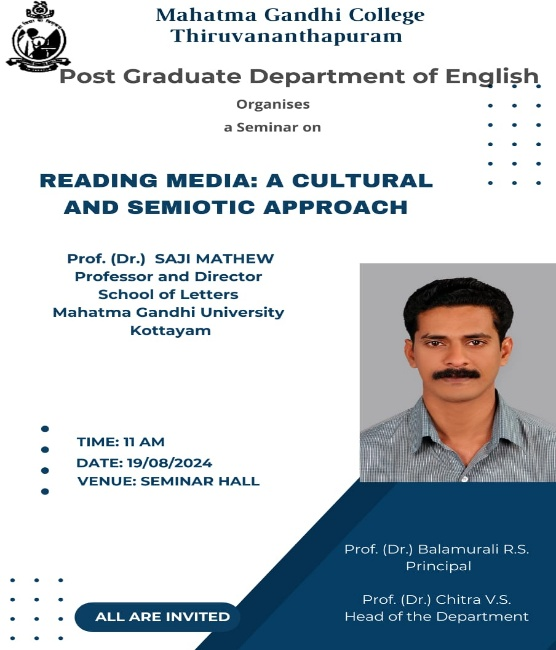 Mahatma Gandhi College
Thiruvananthapuram
Post Graduate Department of English
Organises
a Seminar on
READING MEDIA: A CULTURAL
AND SEMIOTIC APPROACH
Prof. (Dr.) SAJI MATHEW
Professor and Director
School of Letters
Mahatma Gandhi University
Kottayam
TIME: 11 AM
DATE: 19/08/2024
VENUE: SEMINAR HALL
Prof. (Dr.) Balamurali R.S.
Principal
Prof. (Dr.) Chitra V.S.
Head of the Department
ALL ARE INVITED